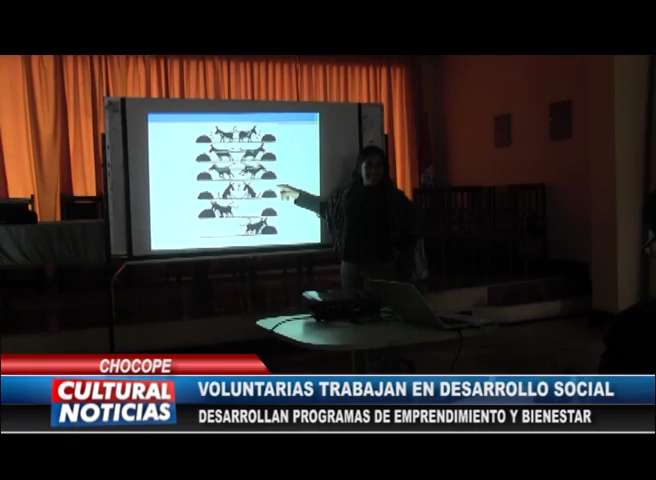 CHOCOPE
CULTURAL
NOTICIAS
VOLUNTARIAS TRABAJAN EN DESARROLLO SOCIAL
DESARROLLAN PROGRAMAS DE EMPRENDIMIENTO Y BIENESTAR